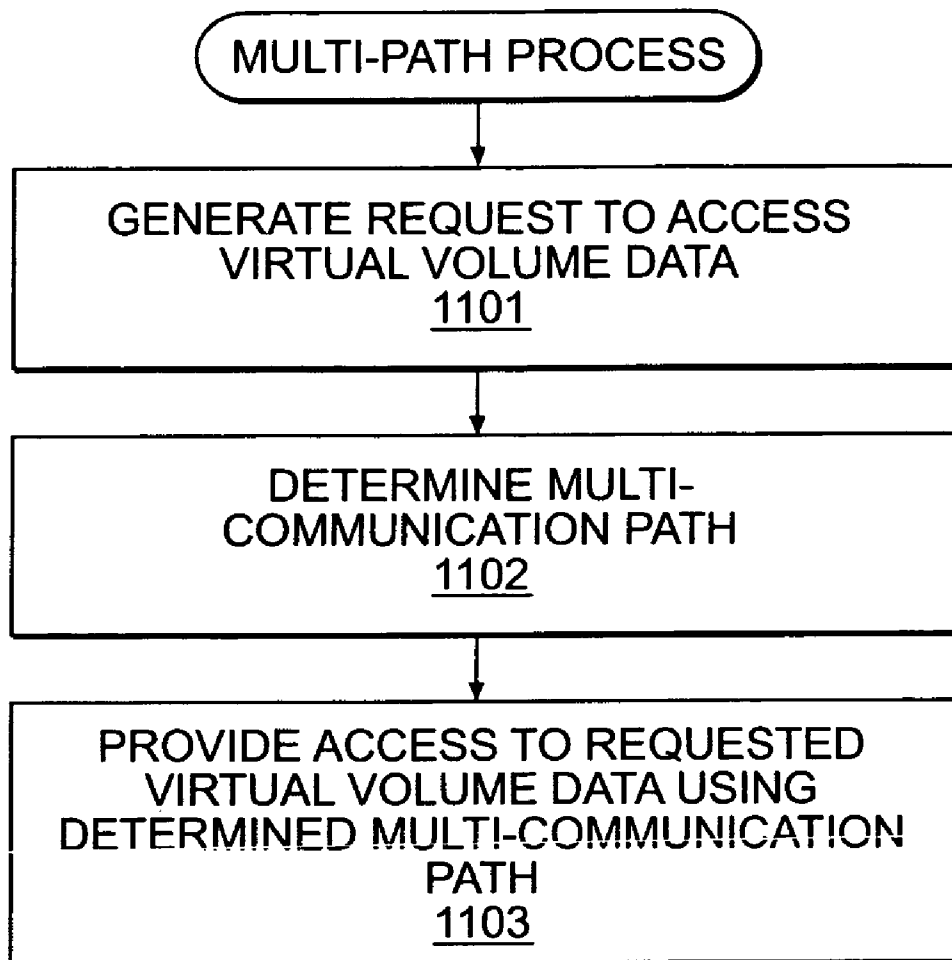 MULTI-PATH PROCESS
GENERATE REQUEST TO ACCESS
VIRTUAL VOLUME DATA
1101
DETERMINE MULTI-
COMMUNICATION PATH
1102
PROVIDE ACCESS TO REQUESTED
VIRTUAL VOLUME DATA USING
DETERMINED MULTI-COMMUNICATION
PATH
1103